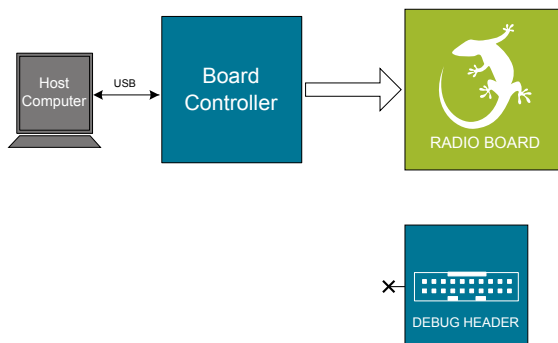 Host
Computer
USB
Board
Controller
RADIO BOARD
DEBUG HEADER